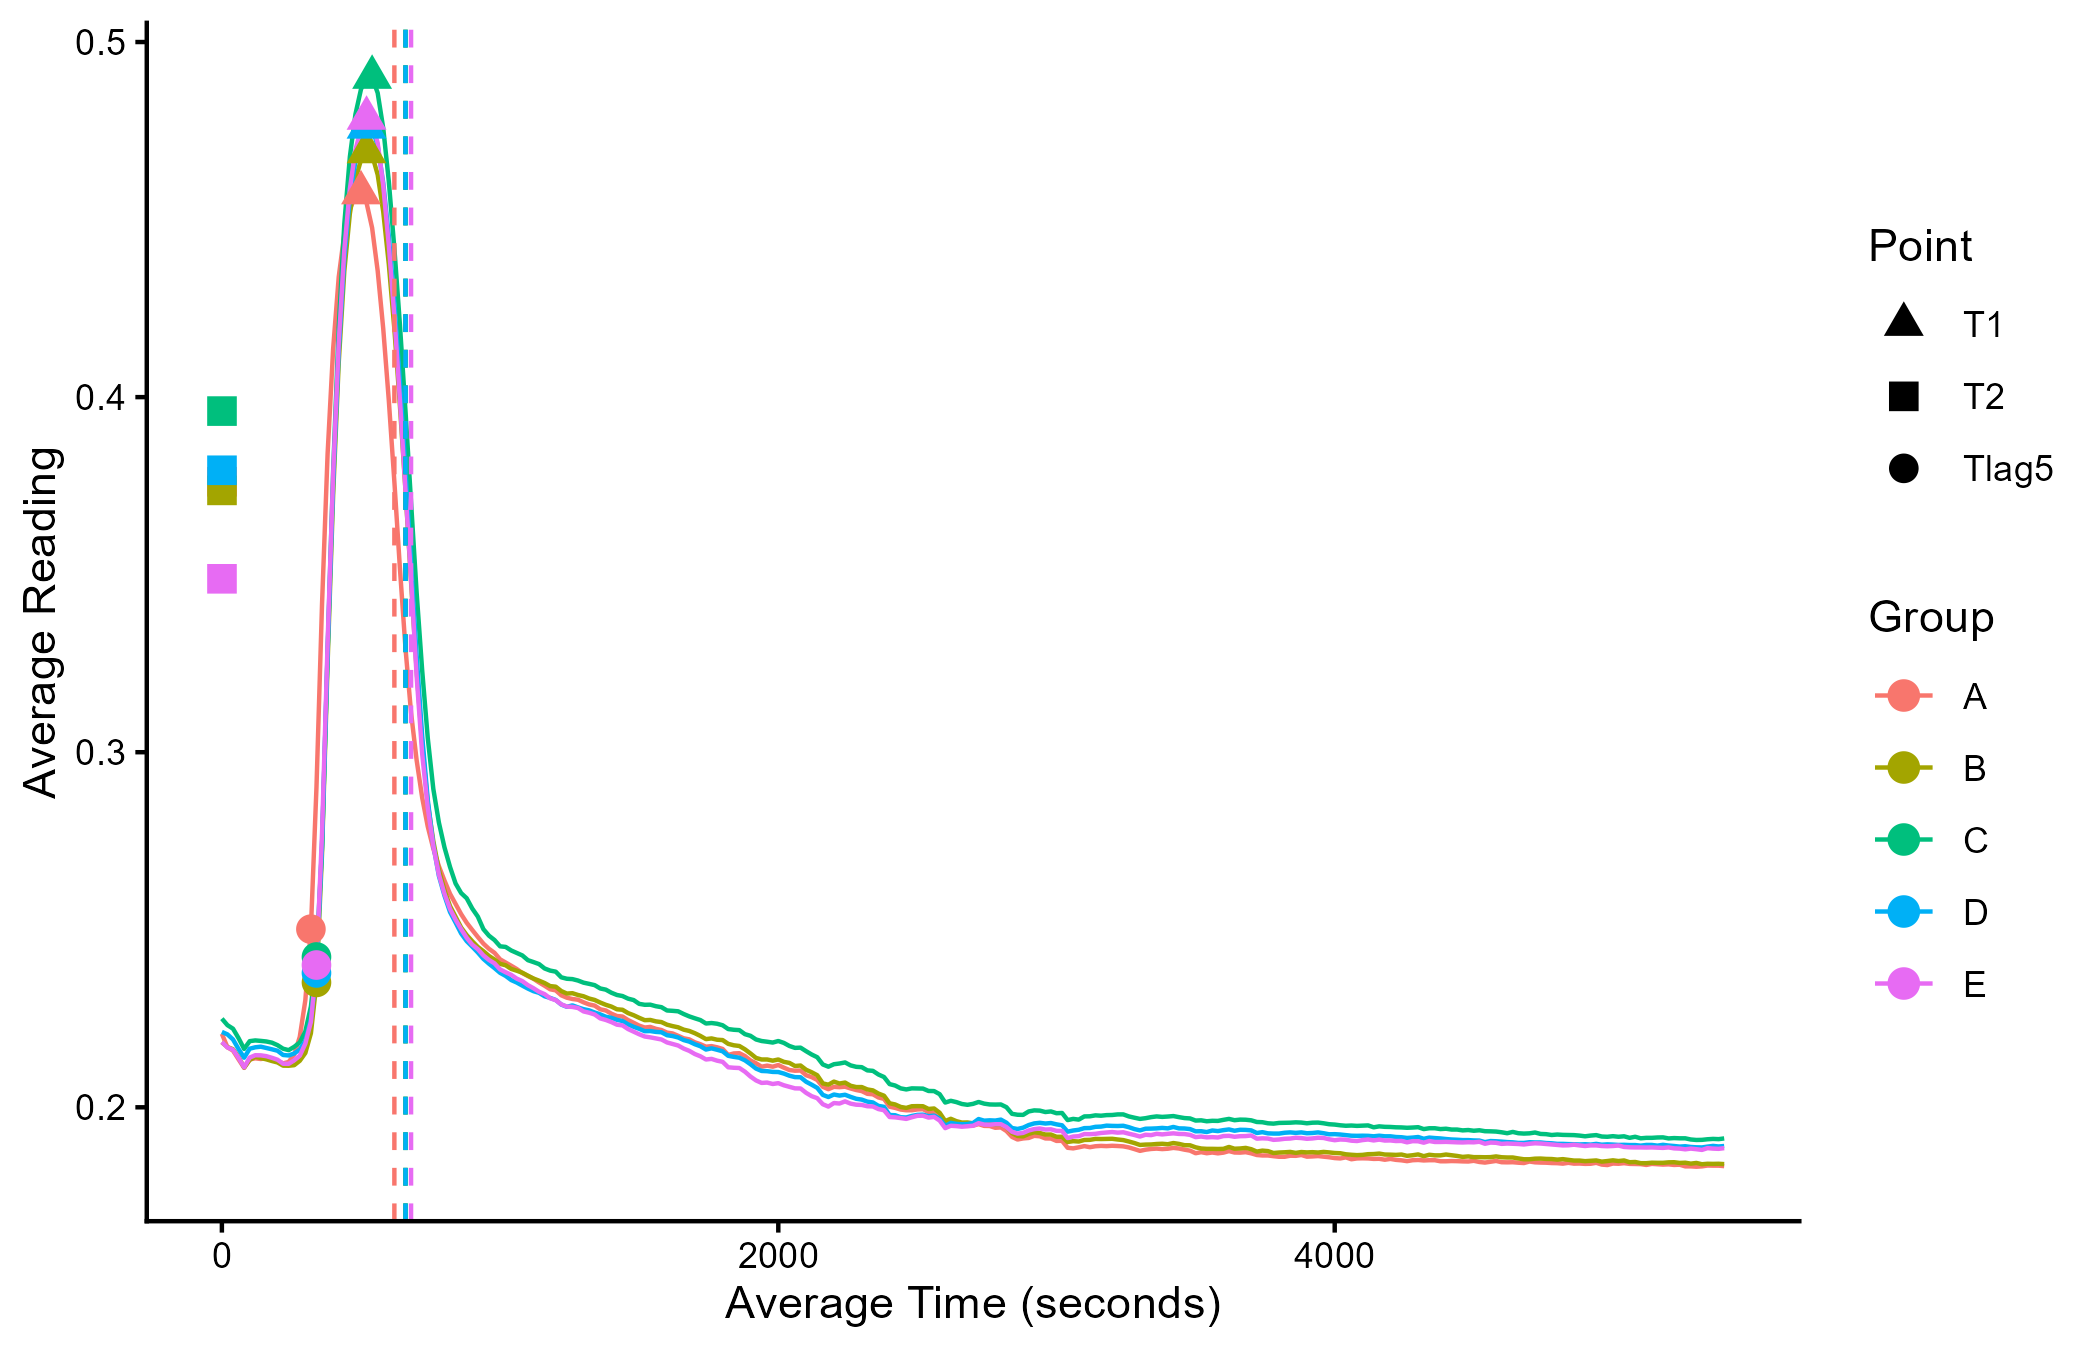 0.5
0.4
0.3
0.2
Average Reading
0
2000
4000
Average Time (seconds)
Point
T1
T2
Tlag5
Group
A
B
C
D
E